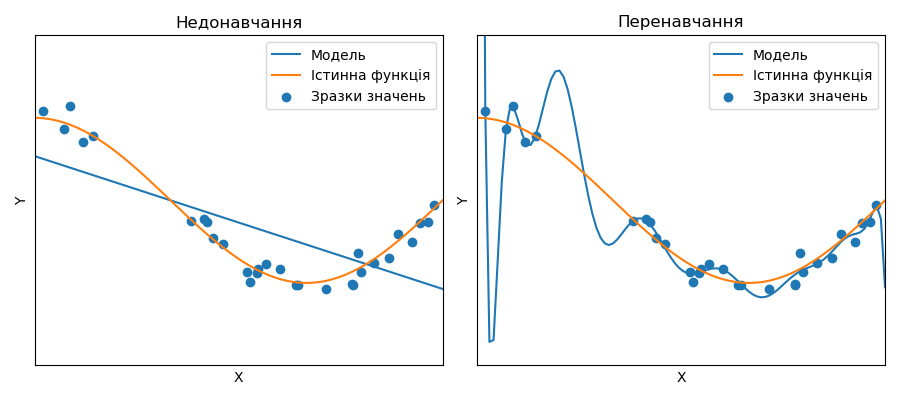 Недонавчання
Модель
Істинна функція
Зразки значень
Y
X
Перенавчання
Модель
Істинна функція
Зразки значень
Y
X